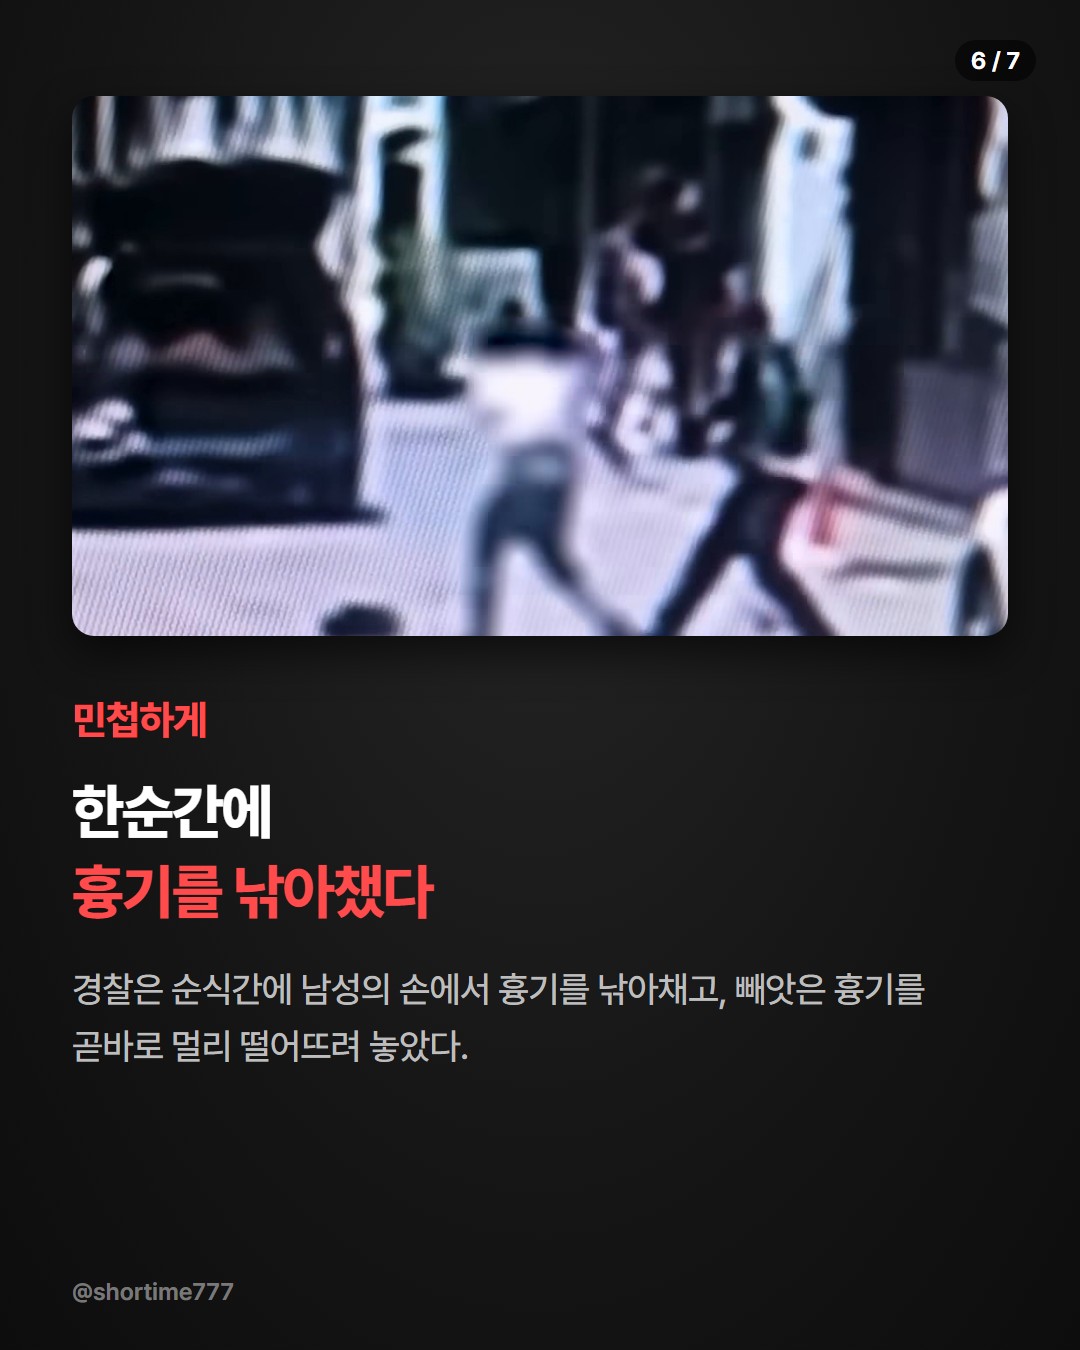 6 / 7
민첩하게
한순간에
흉기를 낚아챘다
경찰은 순식간에 남성의 손에서 흉기를 낚아채고, 빼앗은 흉기를
곧바로 멀리 떨어뜨려 놓았다.
@shortime777